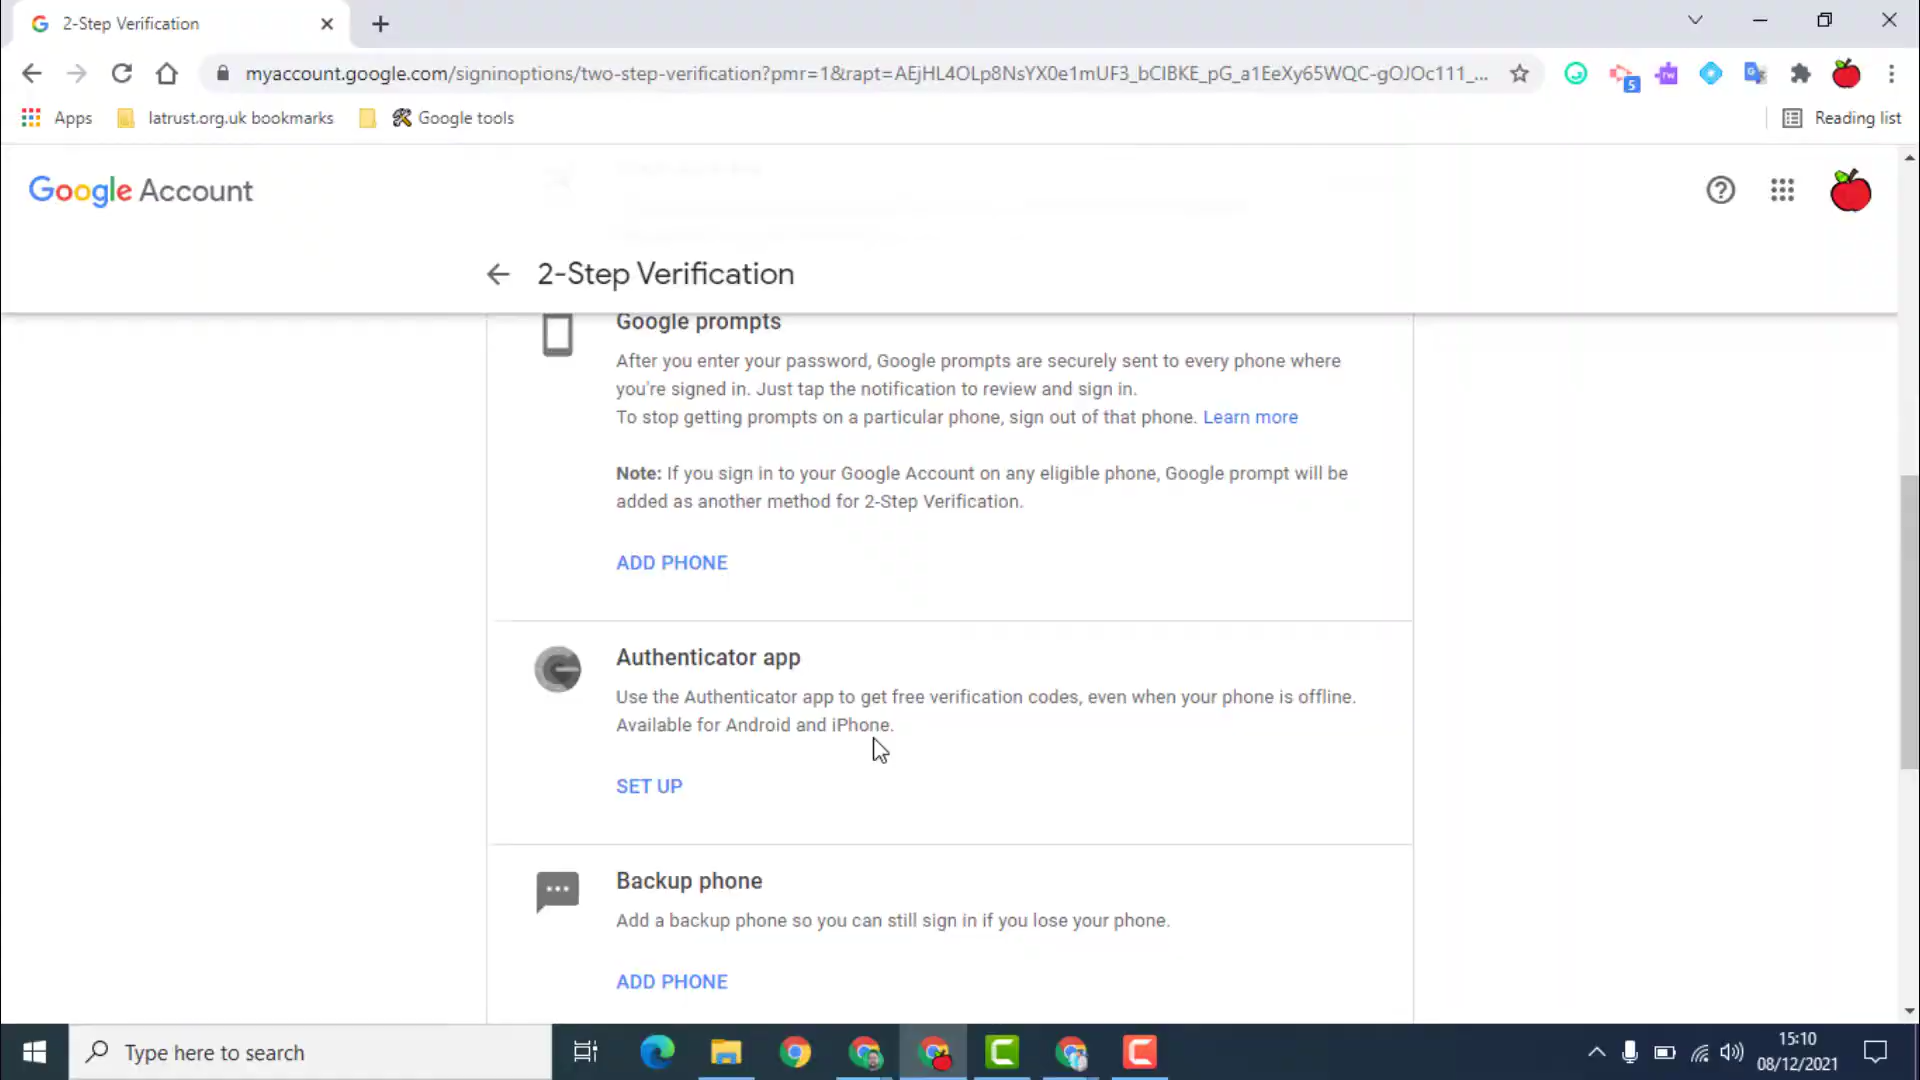 2-Step Verification
myaccount.google.com/signinoptions/two-step-verification?pmr=1&rapt=AEjHL4OLp8NsYX0e1mUF3_bCIBKE_pG_a1EeXy65WQC-gOJOc111_...
5
Apps
latrust.org.uk bookmarks
Google tools
Reading list
Google Account
2-Step Verification
Google prompts
After you enter your password, Google prompts are securely sent to every phone where
you're signed in. Just tap the notification to review and sign in.
To stop getting prompts on a particular phone, sign out of that phone. Learn more
Note: If you sign in to your Google Account on any eligible phone, Google prompt will be
added as another method for 2-Step Verification.
ADD PHONE
Authenticator app
Use the Authenticator app to get free verification codes, even when your phone is offline.
Available for Android and iPhone.
SET UP
Backup phone
Add a backup phone so you can still sign in if you lose your phone.
ADD PHONE
Type here to search
15:10
08/12/2021